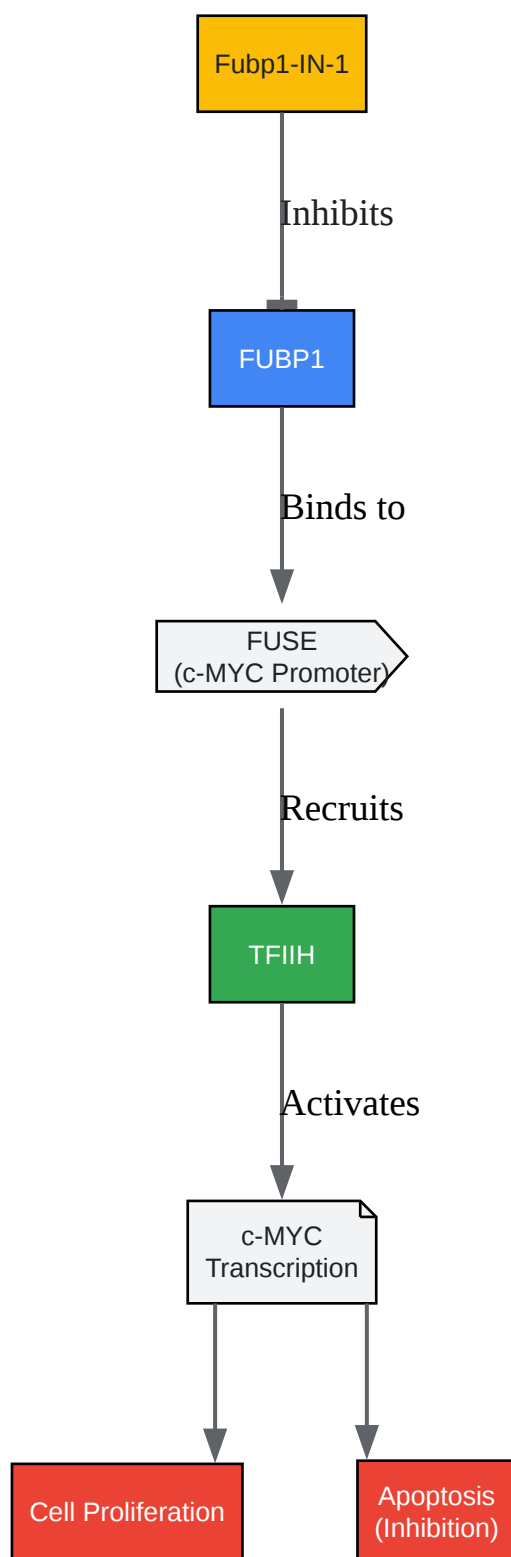 Fubp1-IN-1
Inhibits
FUBP1
Binds to
FUSE
(c-MYC Promoter)
Recruits
TFIIH
Activates
c-MYC
Transcription
Cell Proliferation
Apoptosis
(Inhibition)